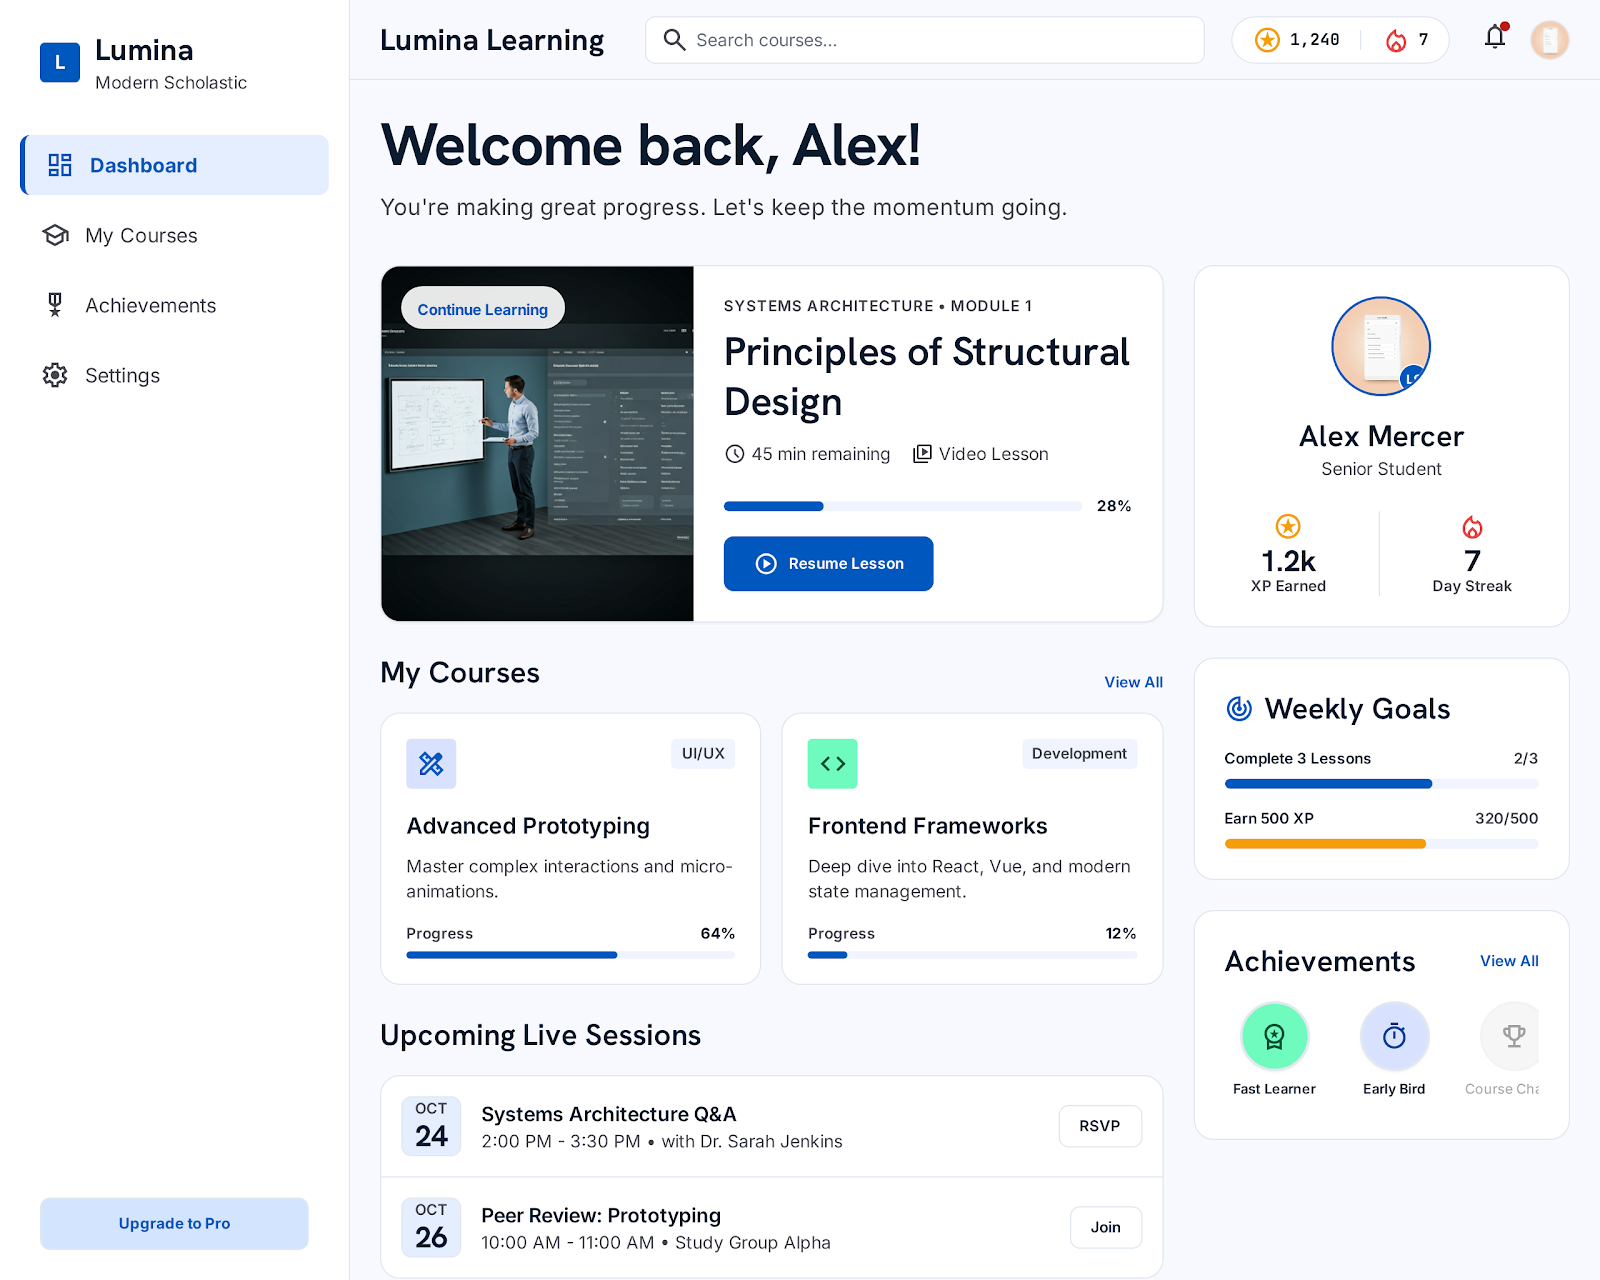 L
Lumina
Modern Scholastic
Dashboard
My Courses
Achievements
Settings
Upgrade to Pro
Lumina Learning
Search courses...
1,240
7
Welcome back, Alex!
You're making great progress. Let's keep the momentum going.
Continue Learning
SYSTEMS ARCHITECTURE • MODULE 1
Principles of Structural
Design
45 min remaining
Video Lesson
28%
Resume Lesson
Alex Mercer
Senior Student
1.2k
XP Earned
7
Day Streak
My Courses
View All
UI/UX
Advanced Prototyping
Master complex interactions and micro-
animations.
Progress
64%
Development
Frontend Frameworks
Deep dive into React, Vue, and modern
state management.
Progress
12%
Weekly Goals
Complete 3 Lessons
2/3
Earn 500 XP
320/500
Achievements
View All
Fast Learner
Early Bird
Course Cha
Upcoming Live Sessions
OCT
24
Systems Architecture Q&A
2:00 PM - 3:30 PM • with Dr. Sarah Jenkins
RSVP
OCT
26
Peer Review: Prototyping
10:00 AM - 11:00 AM • Study Group Alpha
Join